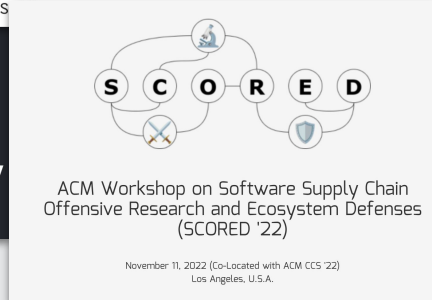 S
S C O R E D
ACM Workshop on Software Supply Chain
Offensive Research and Ecosystem Defenses
(SCORED '22)
November 11, 2022 (Co-Located with ACM CCS '22)
Los Angeles, U.S.A.